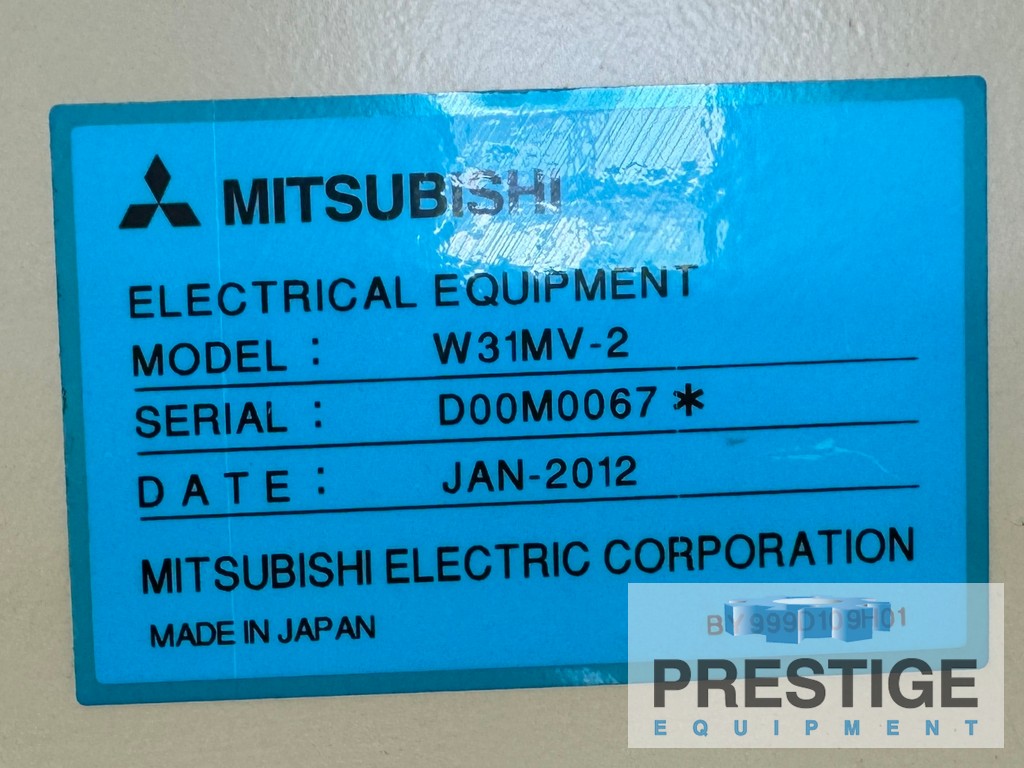 MITSUBISHI
ELECTRICAL EQUIPMENT
MODEL : W31MV-2
SERIAL : D00M0067*
DATE : JAN-2012
MITSUBISHI ELECTRIC CORPORATION
MADE IN JAPAN
BY999D109H01
PRESTIGE
EQUIPMENT